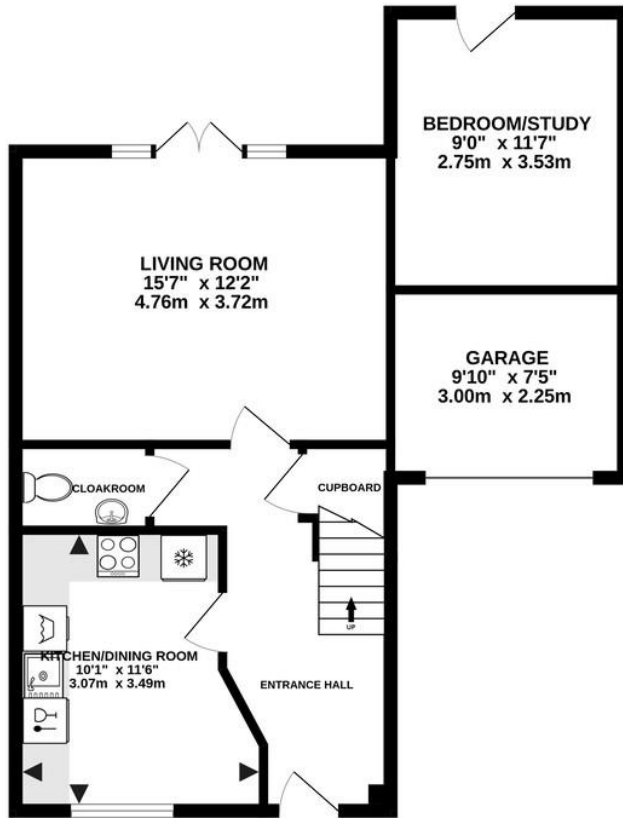 BEDROOM/STUDY
9'0" x 11'7"
2.75m x 3.53m
LIVING ROOM
15'7" x 12'2"
4.76m x 3.72m
GARAGE
9'10" x 7'5"
3.00m x 2.25m
CLOAKROOM
CUPBOARD
UP
KITCHEN/DINING ROOM
10'1" x 11'6"
3.07m x 3.49m
ENTRANCE HALL